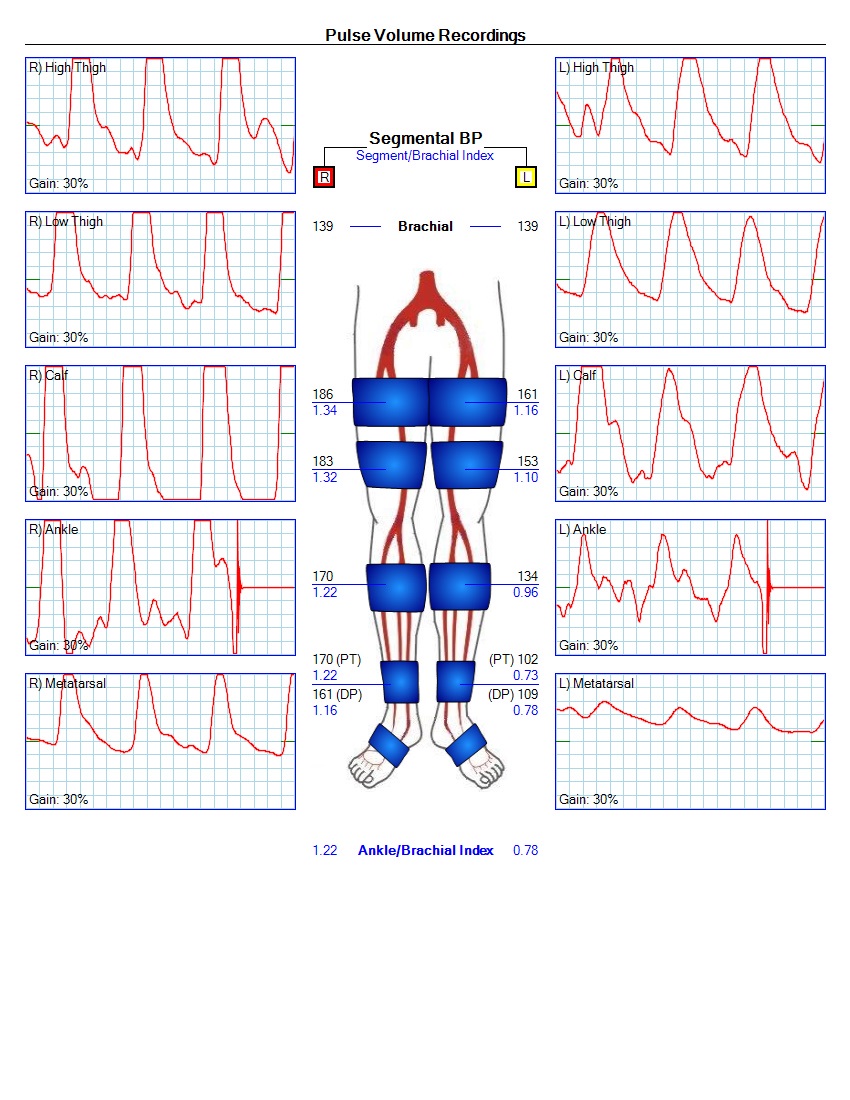 Pulse Volume Recordings
R) High Thigh
Gain: 30%
L) High Thigh
Gain: 30%
Segmental BP
Segment/Brachial Index
R
L
139 Brachial 139
R) Low Thigh
Gain: 30%
L) Low Thigh
Gain: 30%
R) Calf
Gain: 30%
L) Calf
Gain: 30%
186 161
1.34 1.16
183 153
1.32 1.10
R) Ankle
Gain: 30%
L) Ankle
Gain: 30%
170 134
1.22 0.96
170 (PT) (PT) 102
1.22 0.73
161 (DP) (DP) 109
1.16 0.78
R) Metatarsal
Gain: 30%
L) Metatarsal
Gain: 30%
1.22 Ankle/Brachial Index 0.78